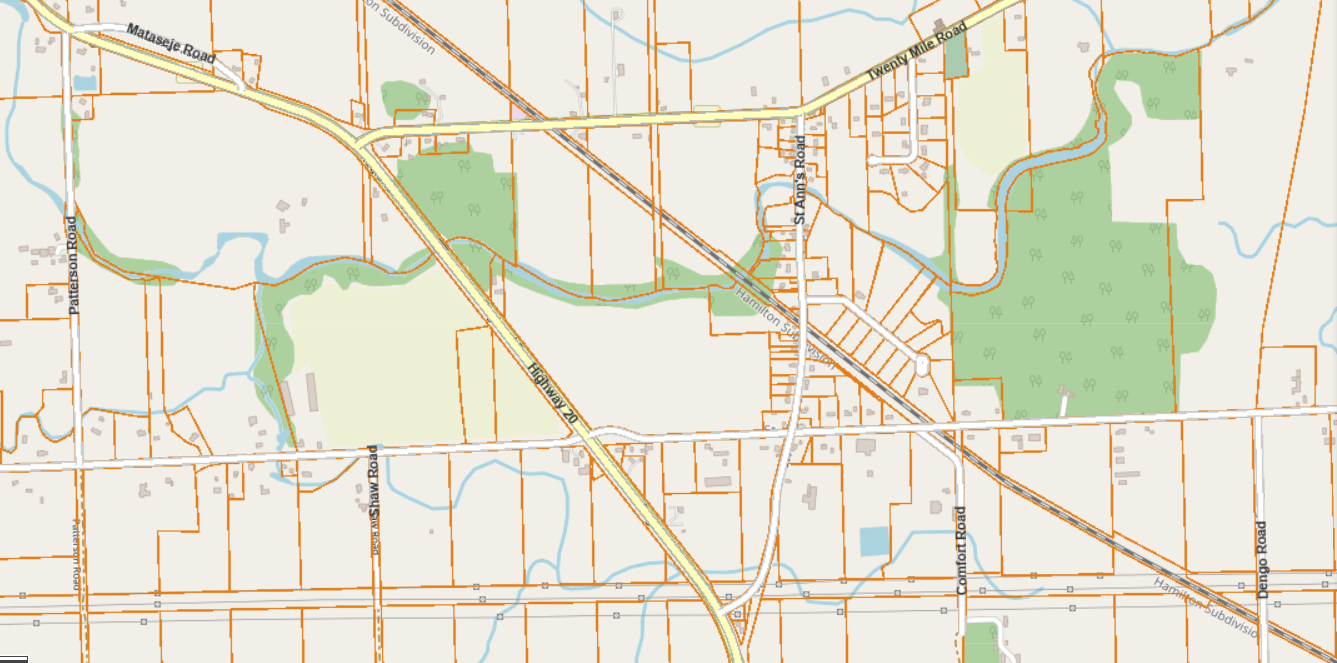 on Subdivision
Mataseje Road
Twenty Mile Road
St Ann's Road
Patterson Road
Hamilton Subdivision
Highway 20
Shaw Road
Shaw Road
Patterson Road
Comfort Road
Dengo Road
Hamilton Subdivision